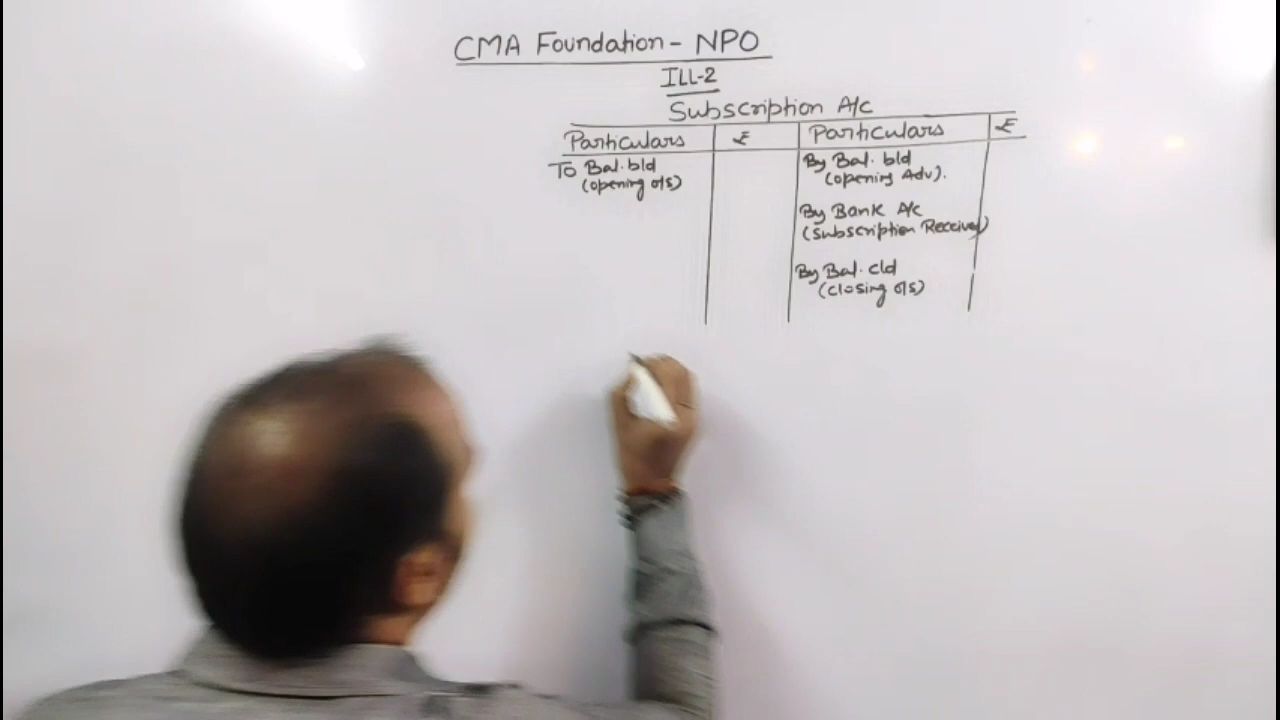 CMA Foundation - NPO
ILL-2
Subscription A/c
Particulars ₹ Particulars ₹
To Bal. b/d
(opening o/s)
By Bal. b/d
(opening Adv).
By Bank A/c
(Subscription Received)
By Bal. c/d
(closing o/s)